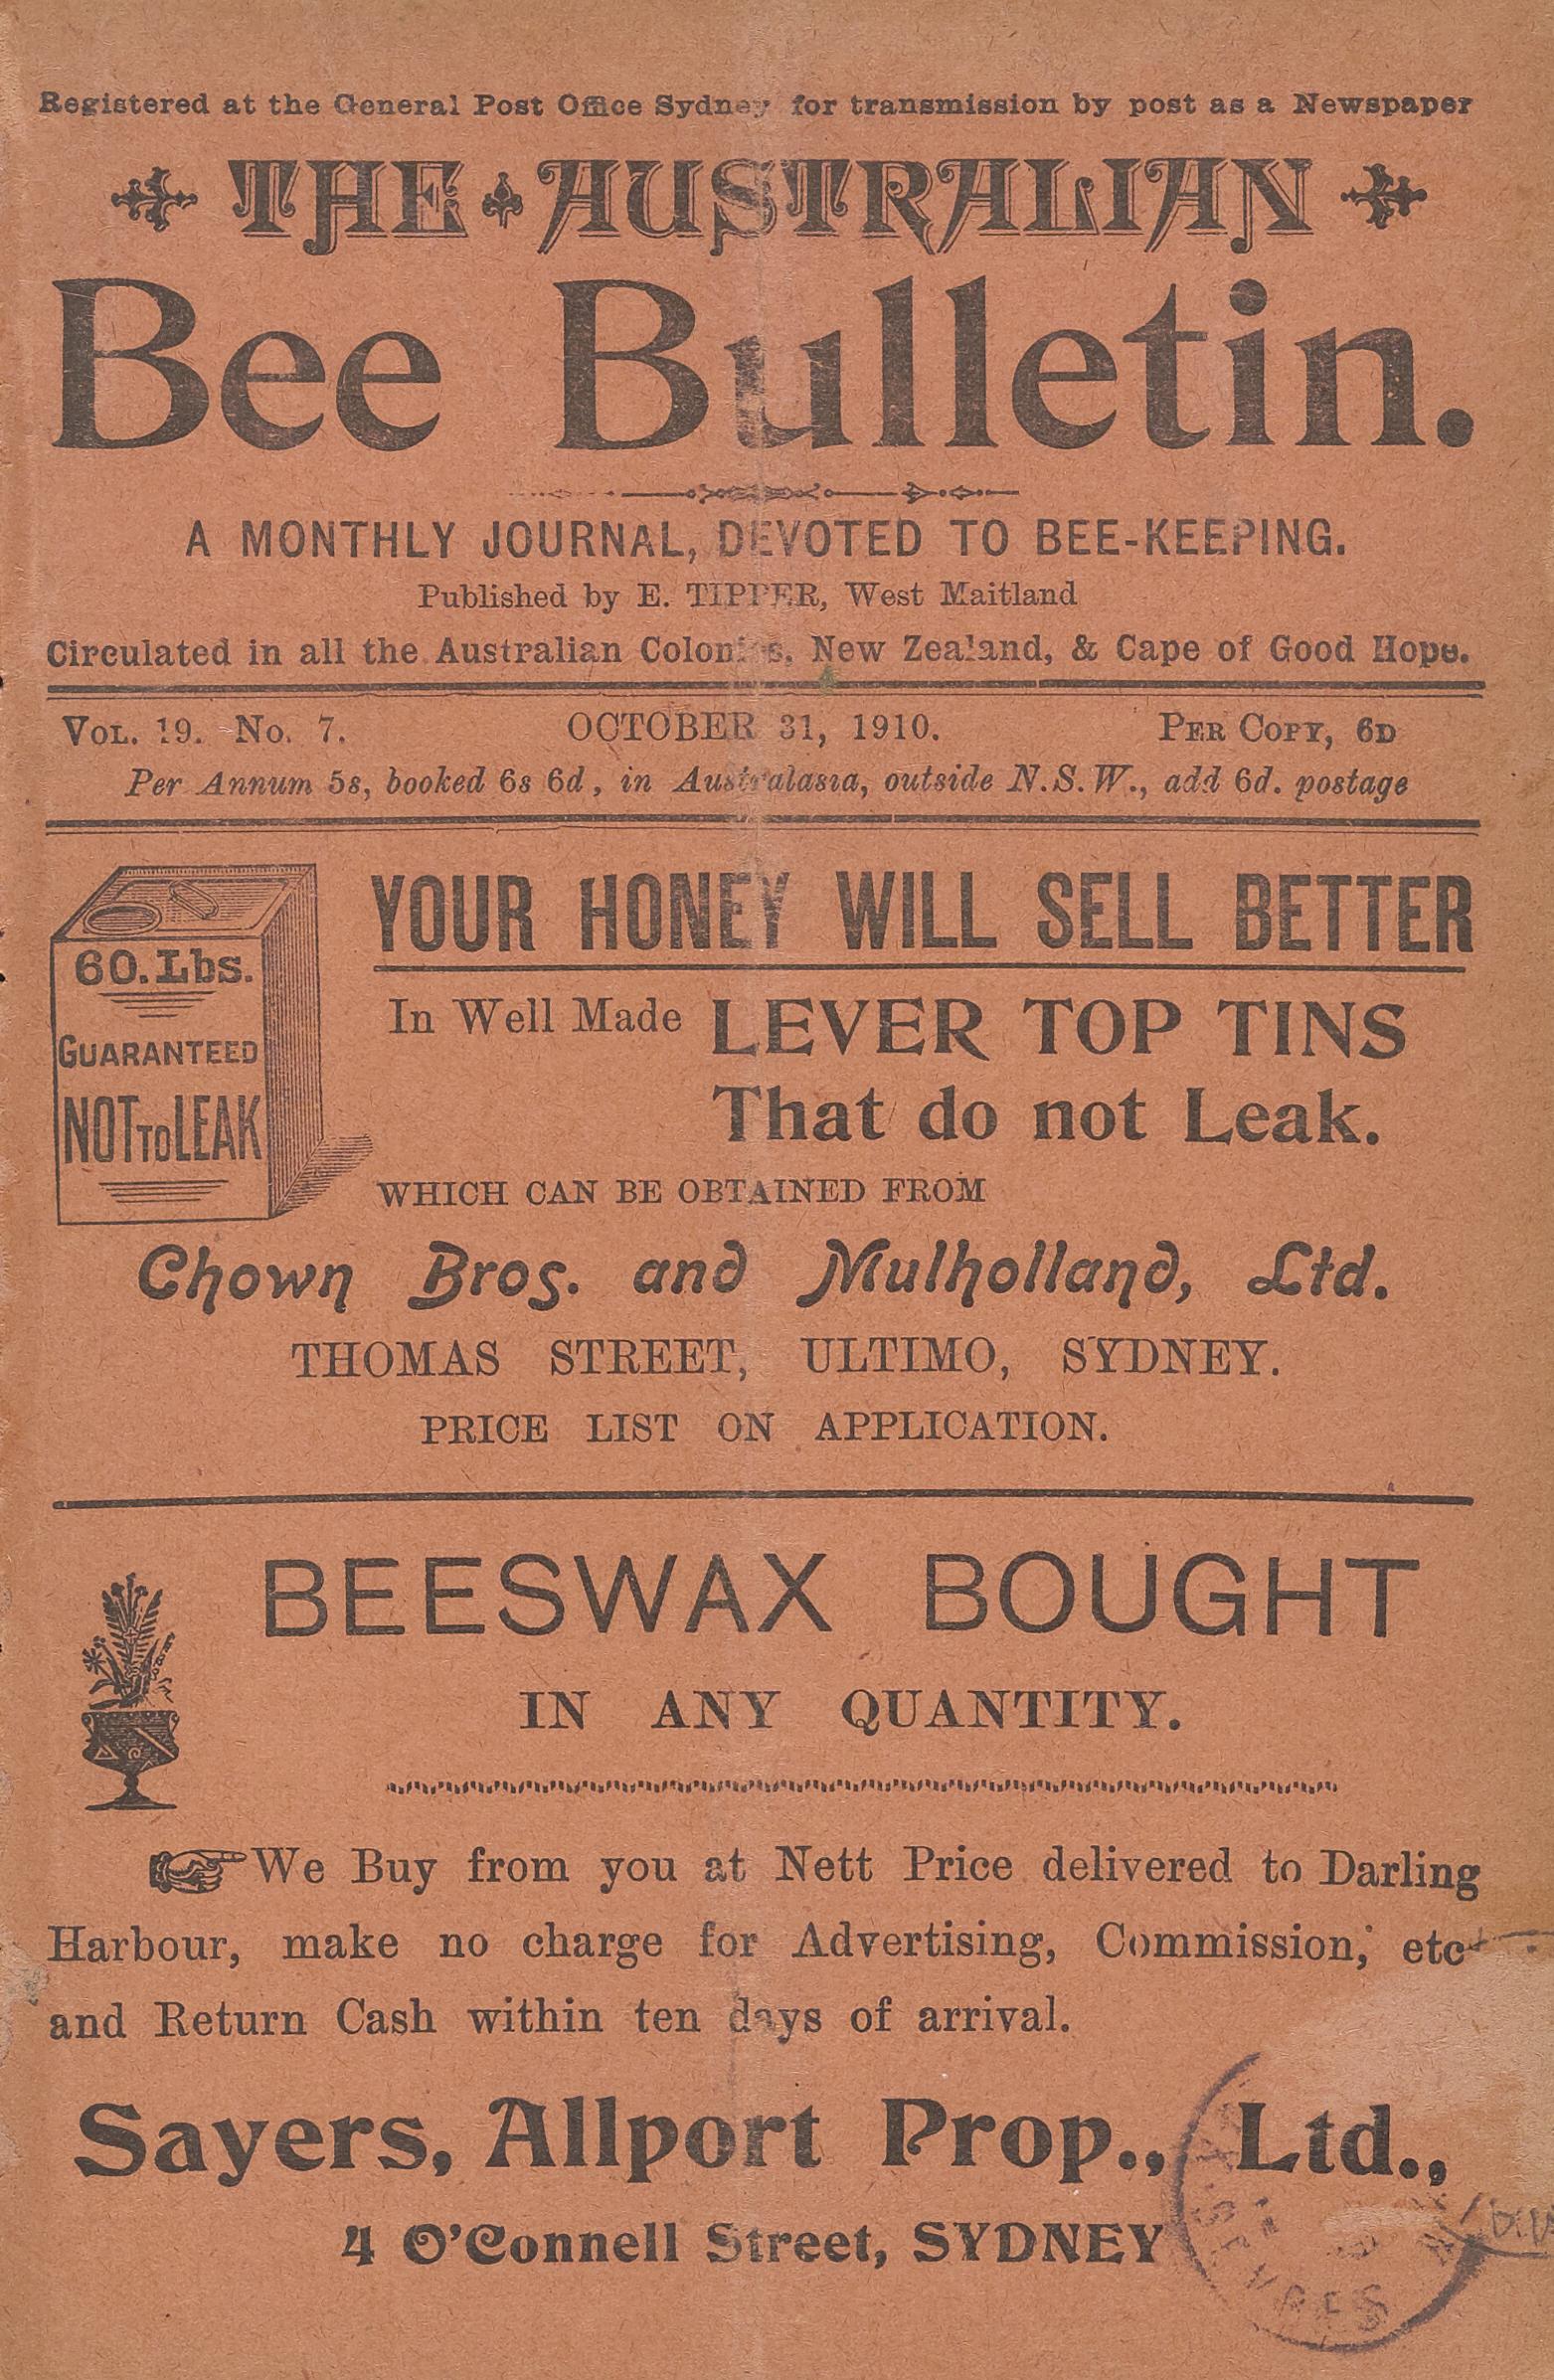 Registered at the General Post Office Sydney for transmission by post as a Newspaper
THE AUSTRALIAN
Bee Bulletin.
A MONTHLY JOURNAL, DEVOTED TO BEE-KEEPING.
Published by E. TIPPER, West Maitland
Circulated in all the Australian Colonies, New Zealand, & Cape of Good Hope.
VOL. 19. No. 7. OCTOBER 31, 1910. PER COPY, 6D
Per Annum 5s, booked 6s 6d, in Australasia, outside N.S.W., add 6d. postage
YOUR HONEY WILL SELL BETTER
60.Lbs.
GUARANTEED
NOT TO LEAK
In Well Made LEVER TOP TINS
That do not Leak.
WHICH CAN BE OBTAINED FROM
Chown Bros. and Mulholland, Ltd.
THOMAS STREET, ULTIMO, SYDNEY.
PRICE LIST ON APPLICATION.
BEESWAX BOUGHT
IN ANY QUANTITY.
We Buy from you at Nett Price delivered to Darling
Harbour, make no charge for Advertising, Commission, etc
and Return Cash within ten days of arrival.
Sayers, Allport Prop., Ltd.,
4 O'Connell Street, SYDNEY